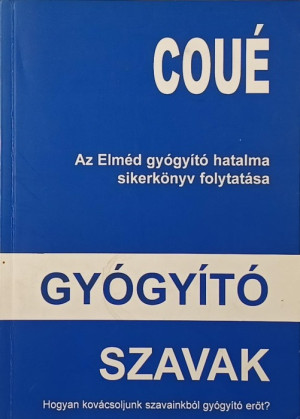 COUÉ
Az Elméd gyógyító hatalma
sikerkönyv folytatása
GYÓGYÍTÓ
SZAVAK
Hogyan kovácsoljunk szavainkból gyógyító erőt?